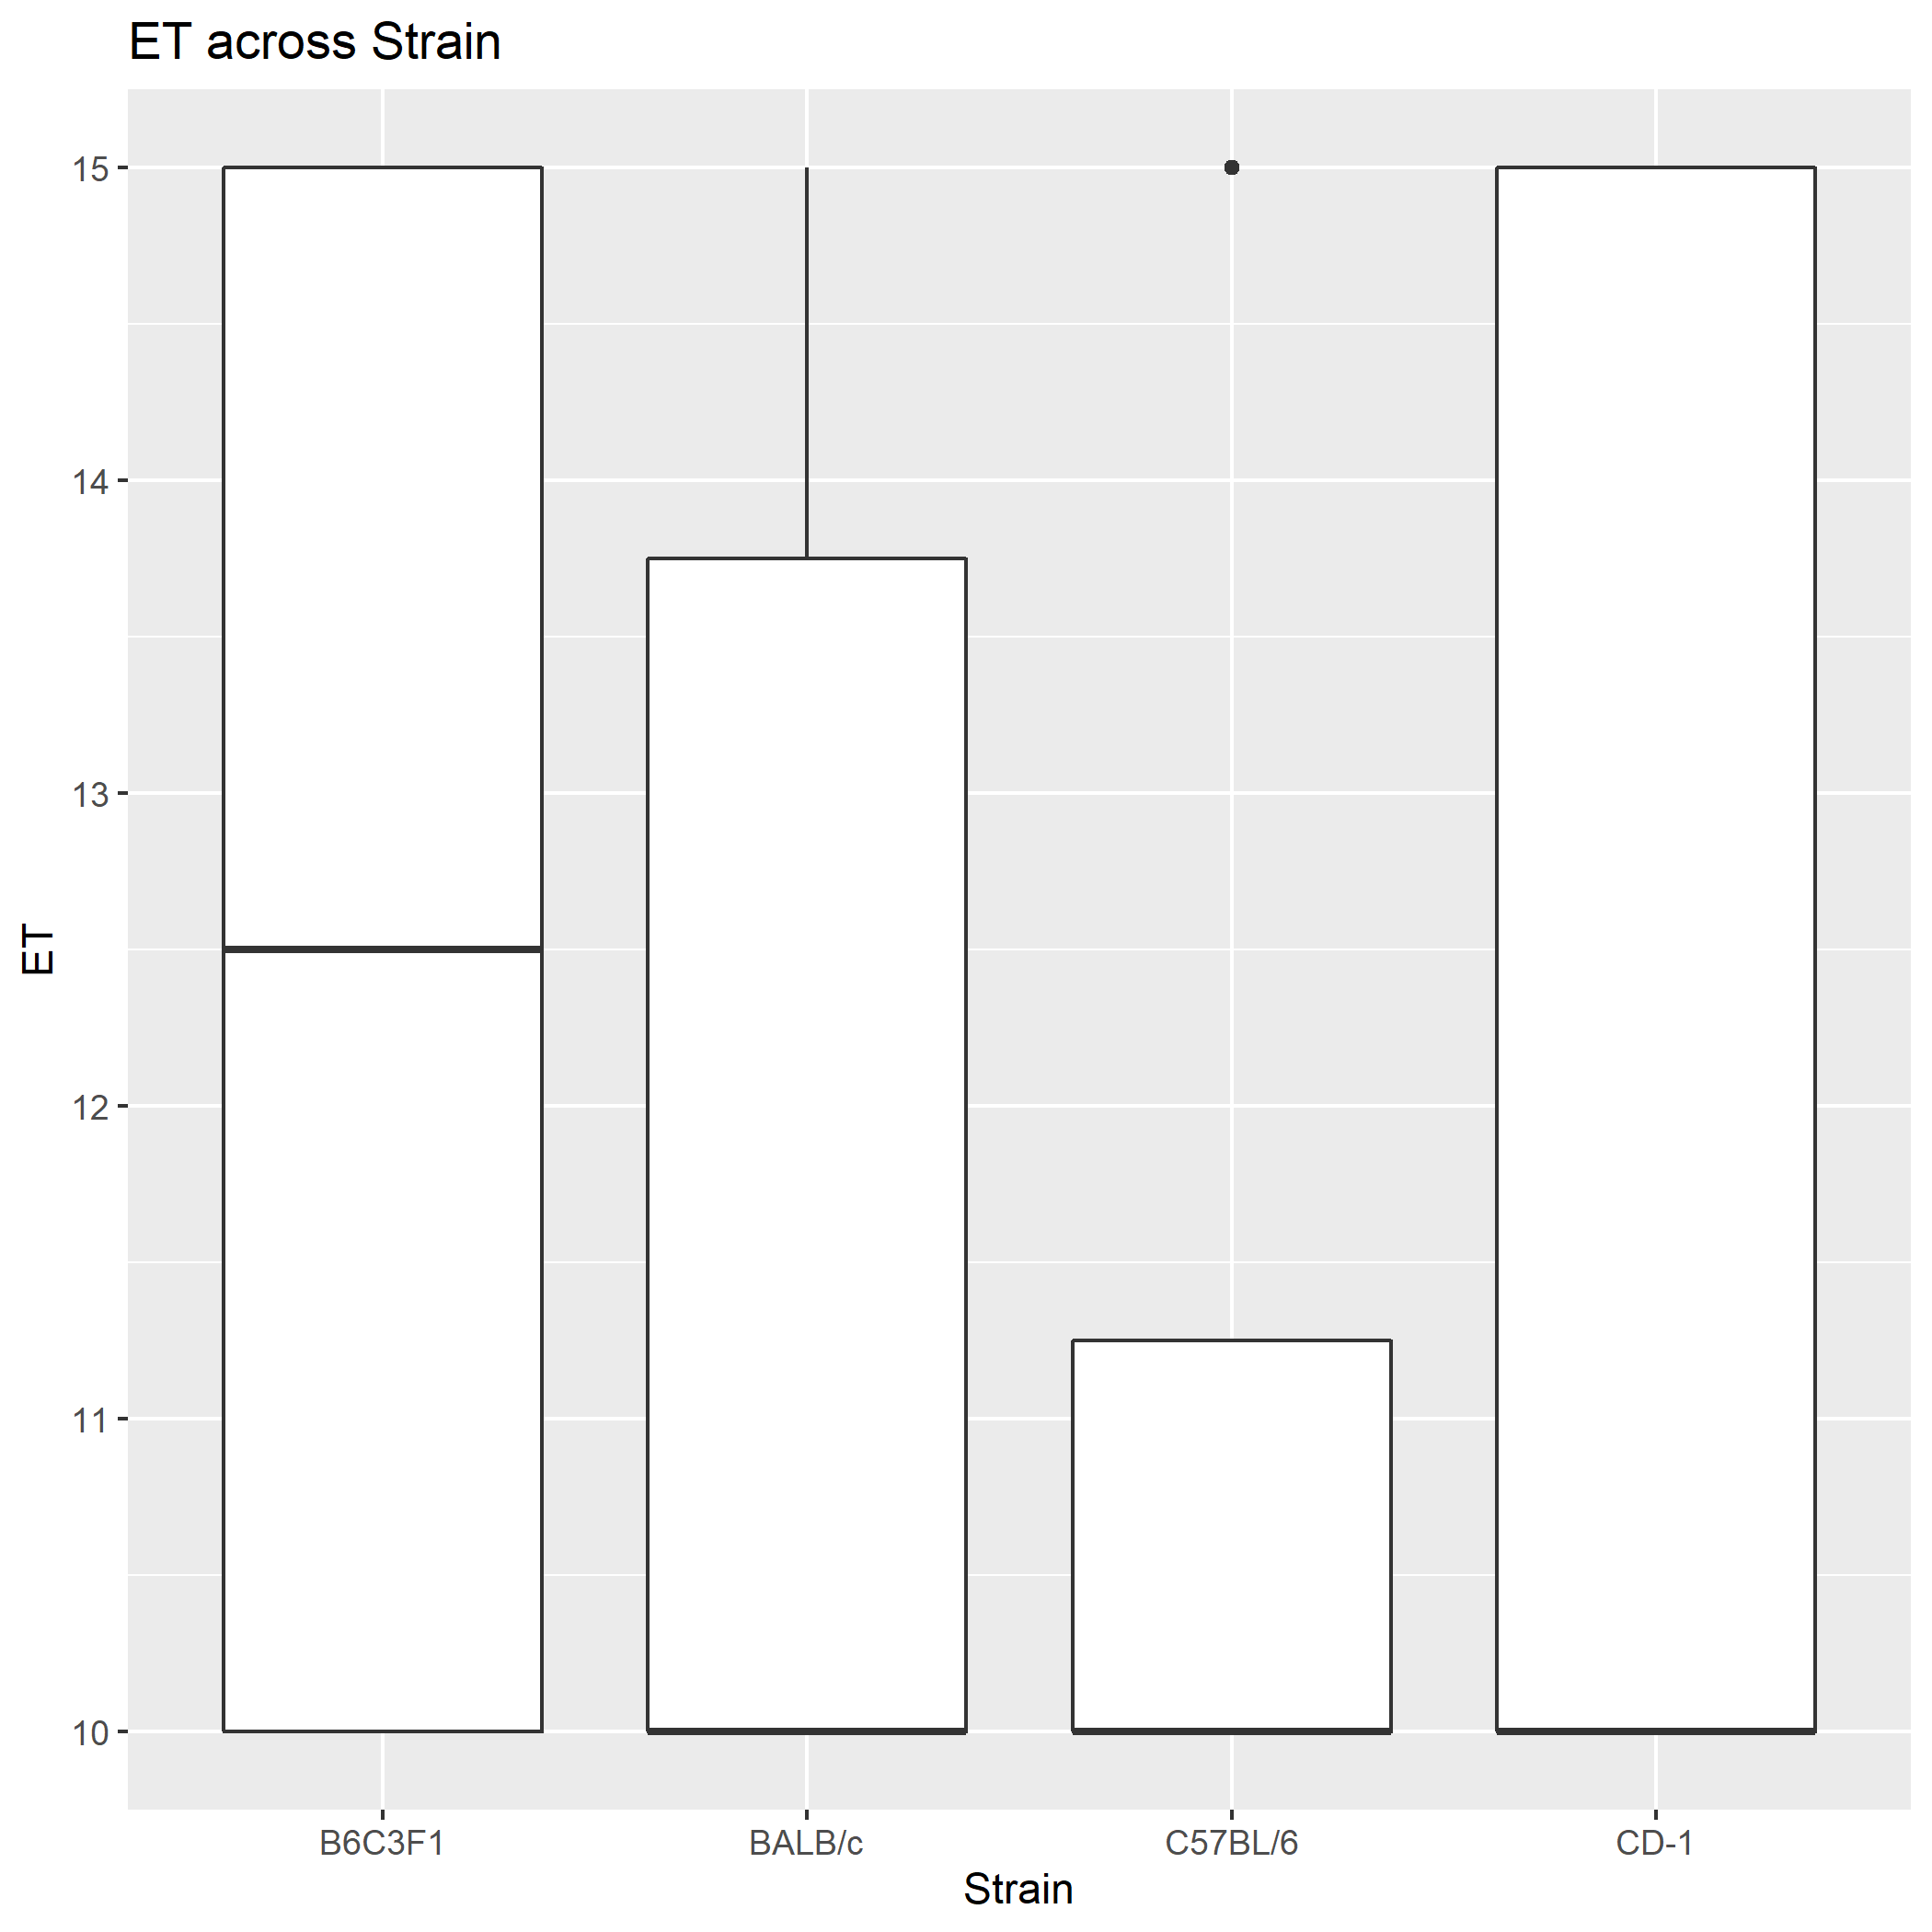 ET across Strain
15
14
13
12
11
10
ET
B6C3F1 BALB/c C57BL/6 CD-1
Strain